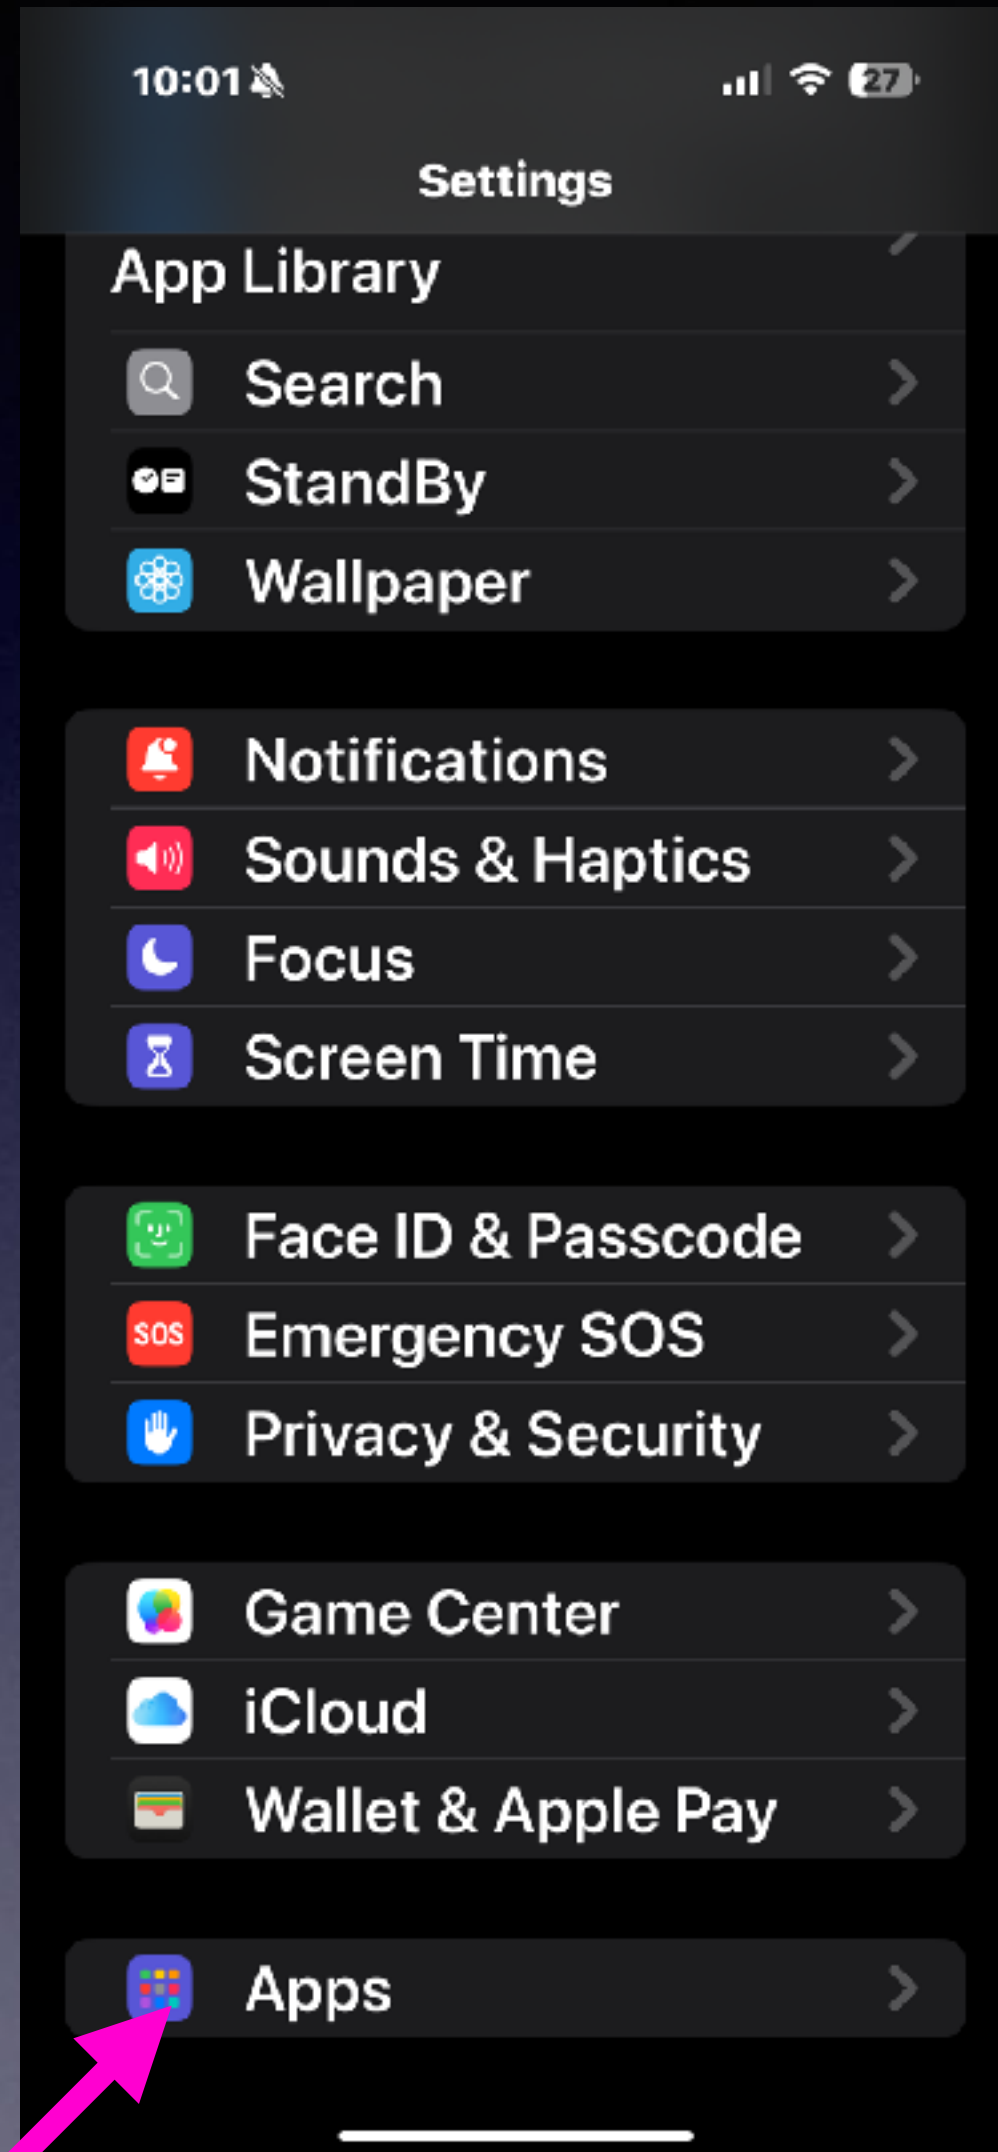 10:01
27
Settings
App Library
Search
StandBy
Wallpaper
Notifications
Sounds & Haptics
Focus
Screen Time
Face ID & Passcode
SOS Emergency SOS
Privacy & Security
Game Center
iCloud
Wallet & Apple Pay
Apps